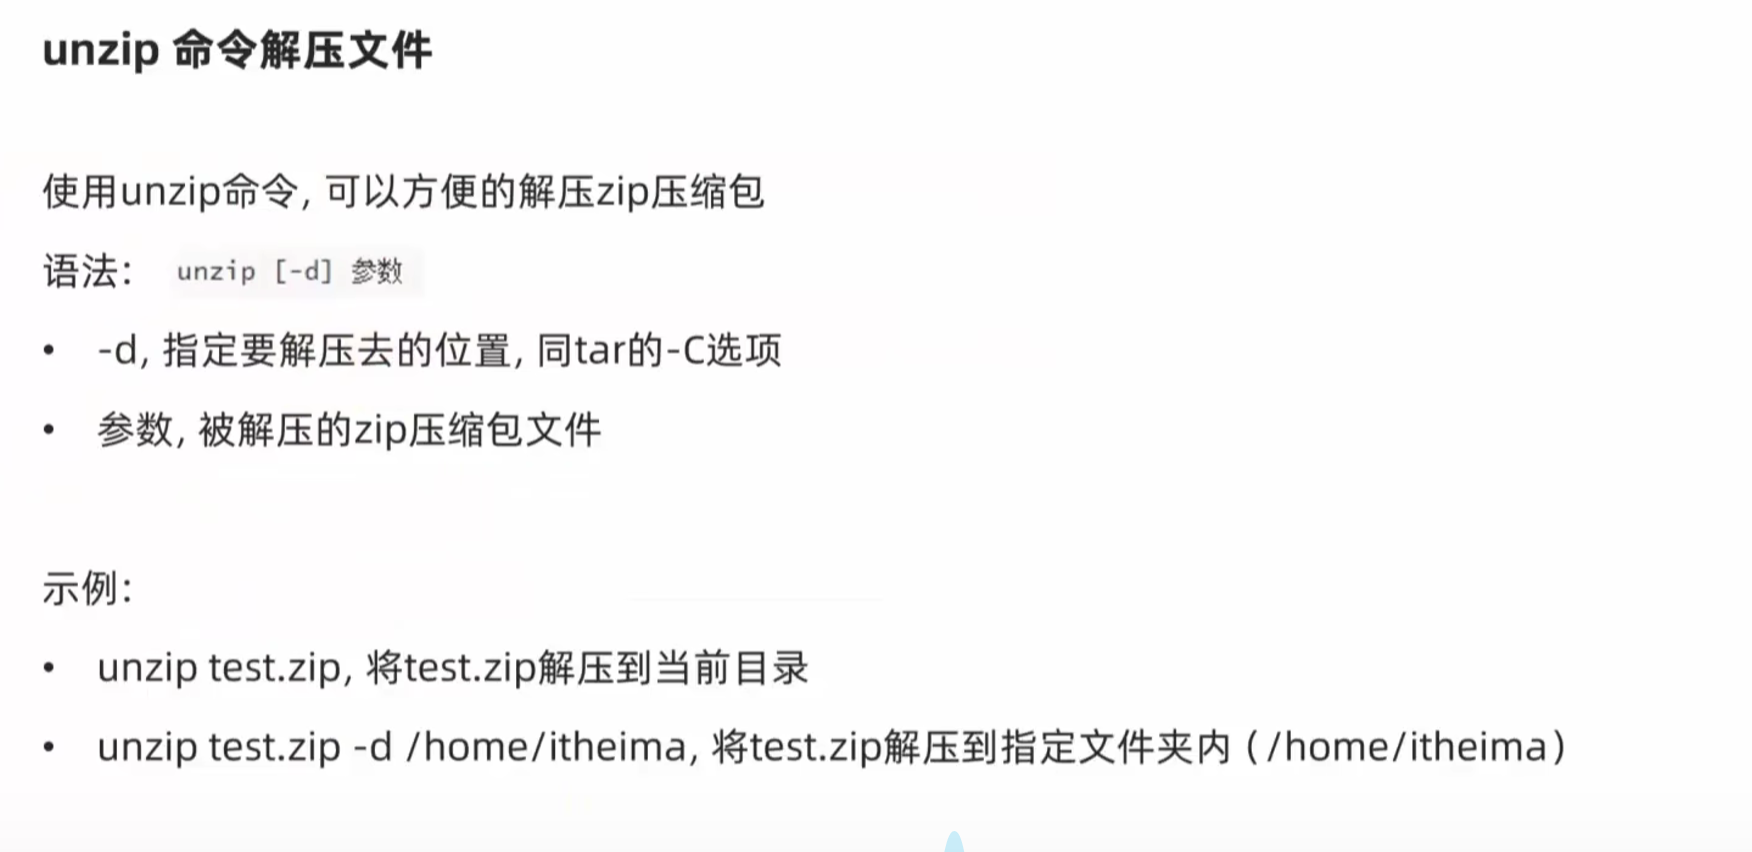 unzip 命令解压文件
使用unzip命令, 可以方便的解压zip压缩包
语法： unzip [-d] 参数
• -d, 指定要解压去的位置, 同tar的-C选项
• 参数, 被解压的zip压缩包文件
示例：
• unzip test.zip, 将test.zip解压到当前目录
• unzip test.zip -d /home/itheima, 将test.zip解压到指定文件夹内（/home/itheima）